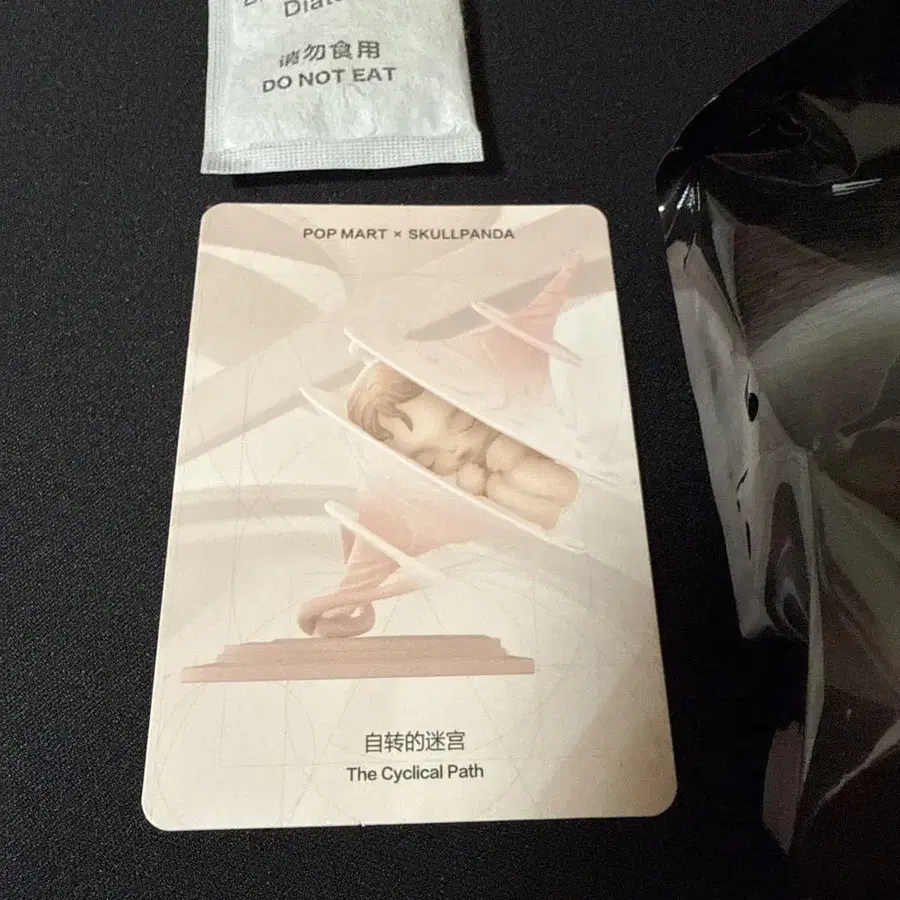 请勿食用
DO NOT EAT
POP MART × SKULLPANDA
自转的迷宫
The Cyclical Path